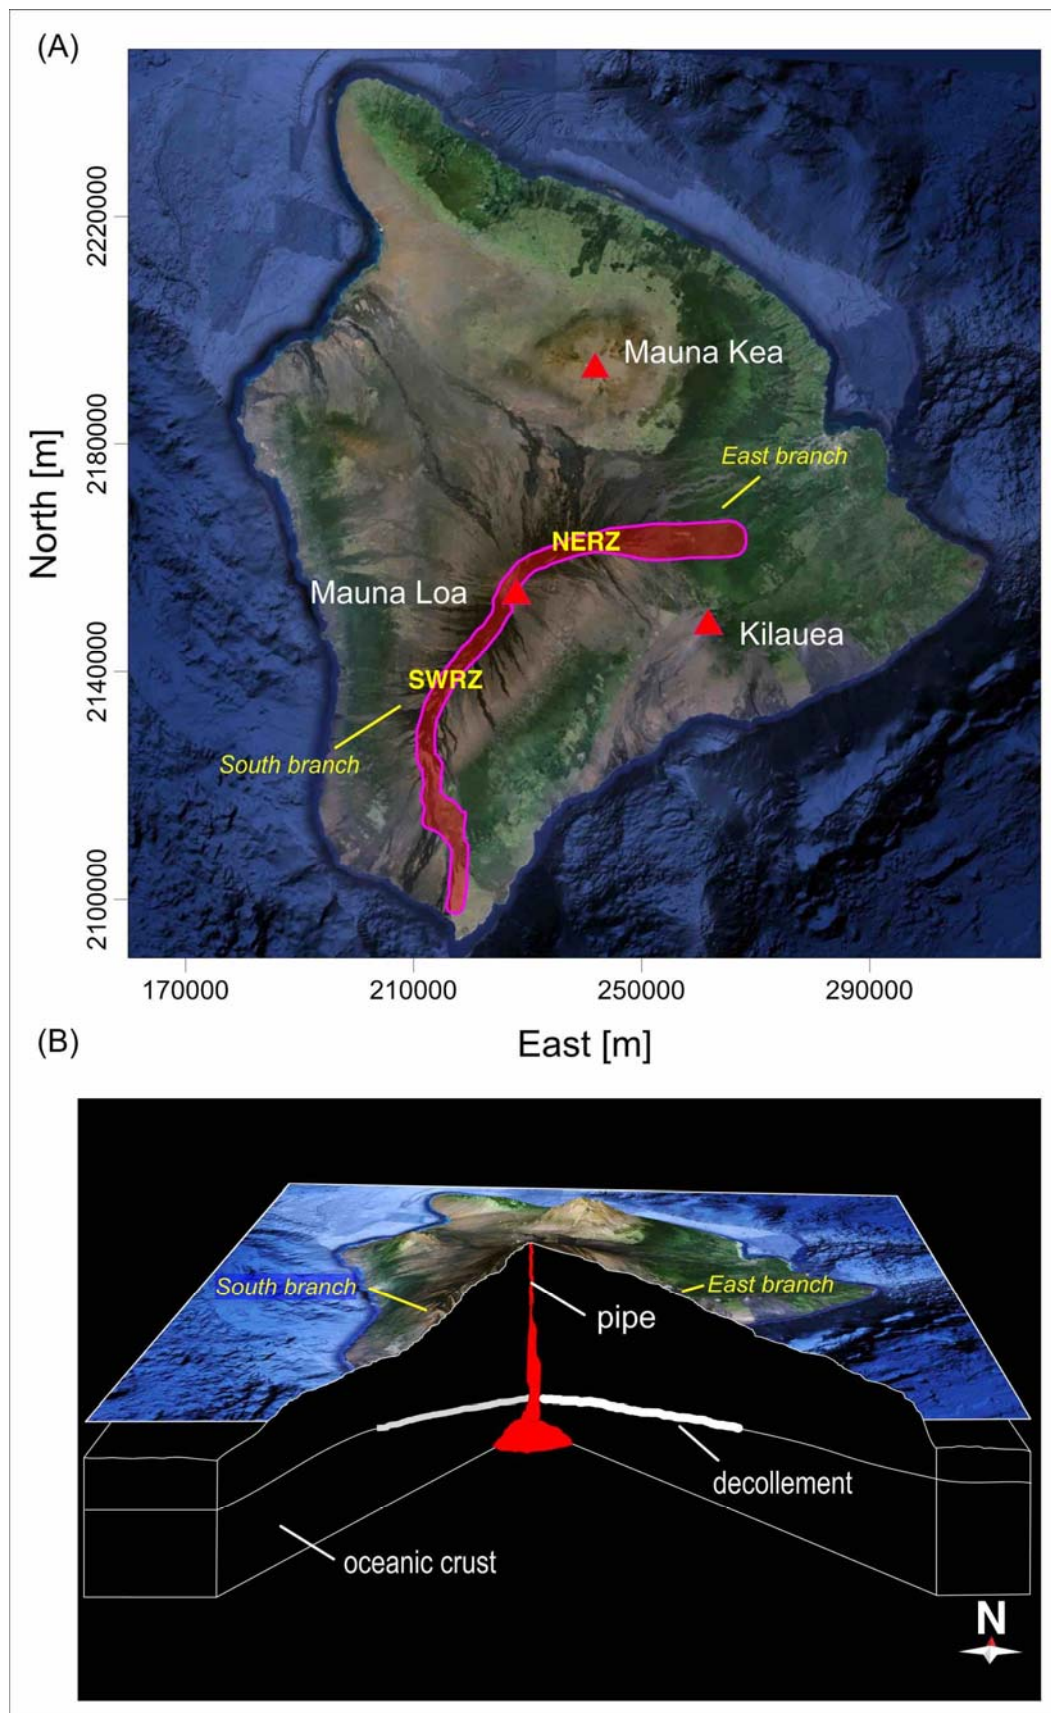 (A)
North [m]
2220000
2180000
2140000
2100000
Mauna Kea
East branch
NERZ
Mauna Loa
Kilauea
SWRZ
South branch
170000
210000
250000
290000
East [m]
(B)
South branch
East branch
pipe
decollement
oceanic crust
N